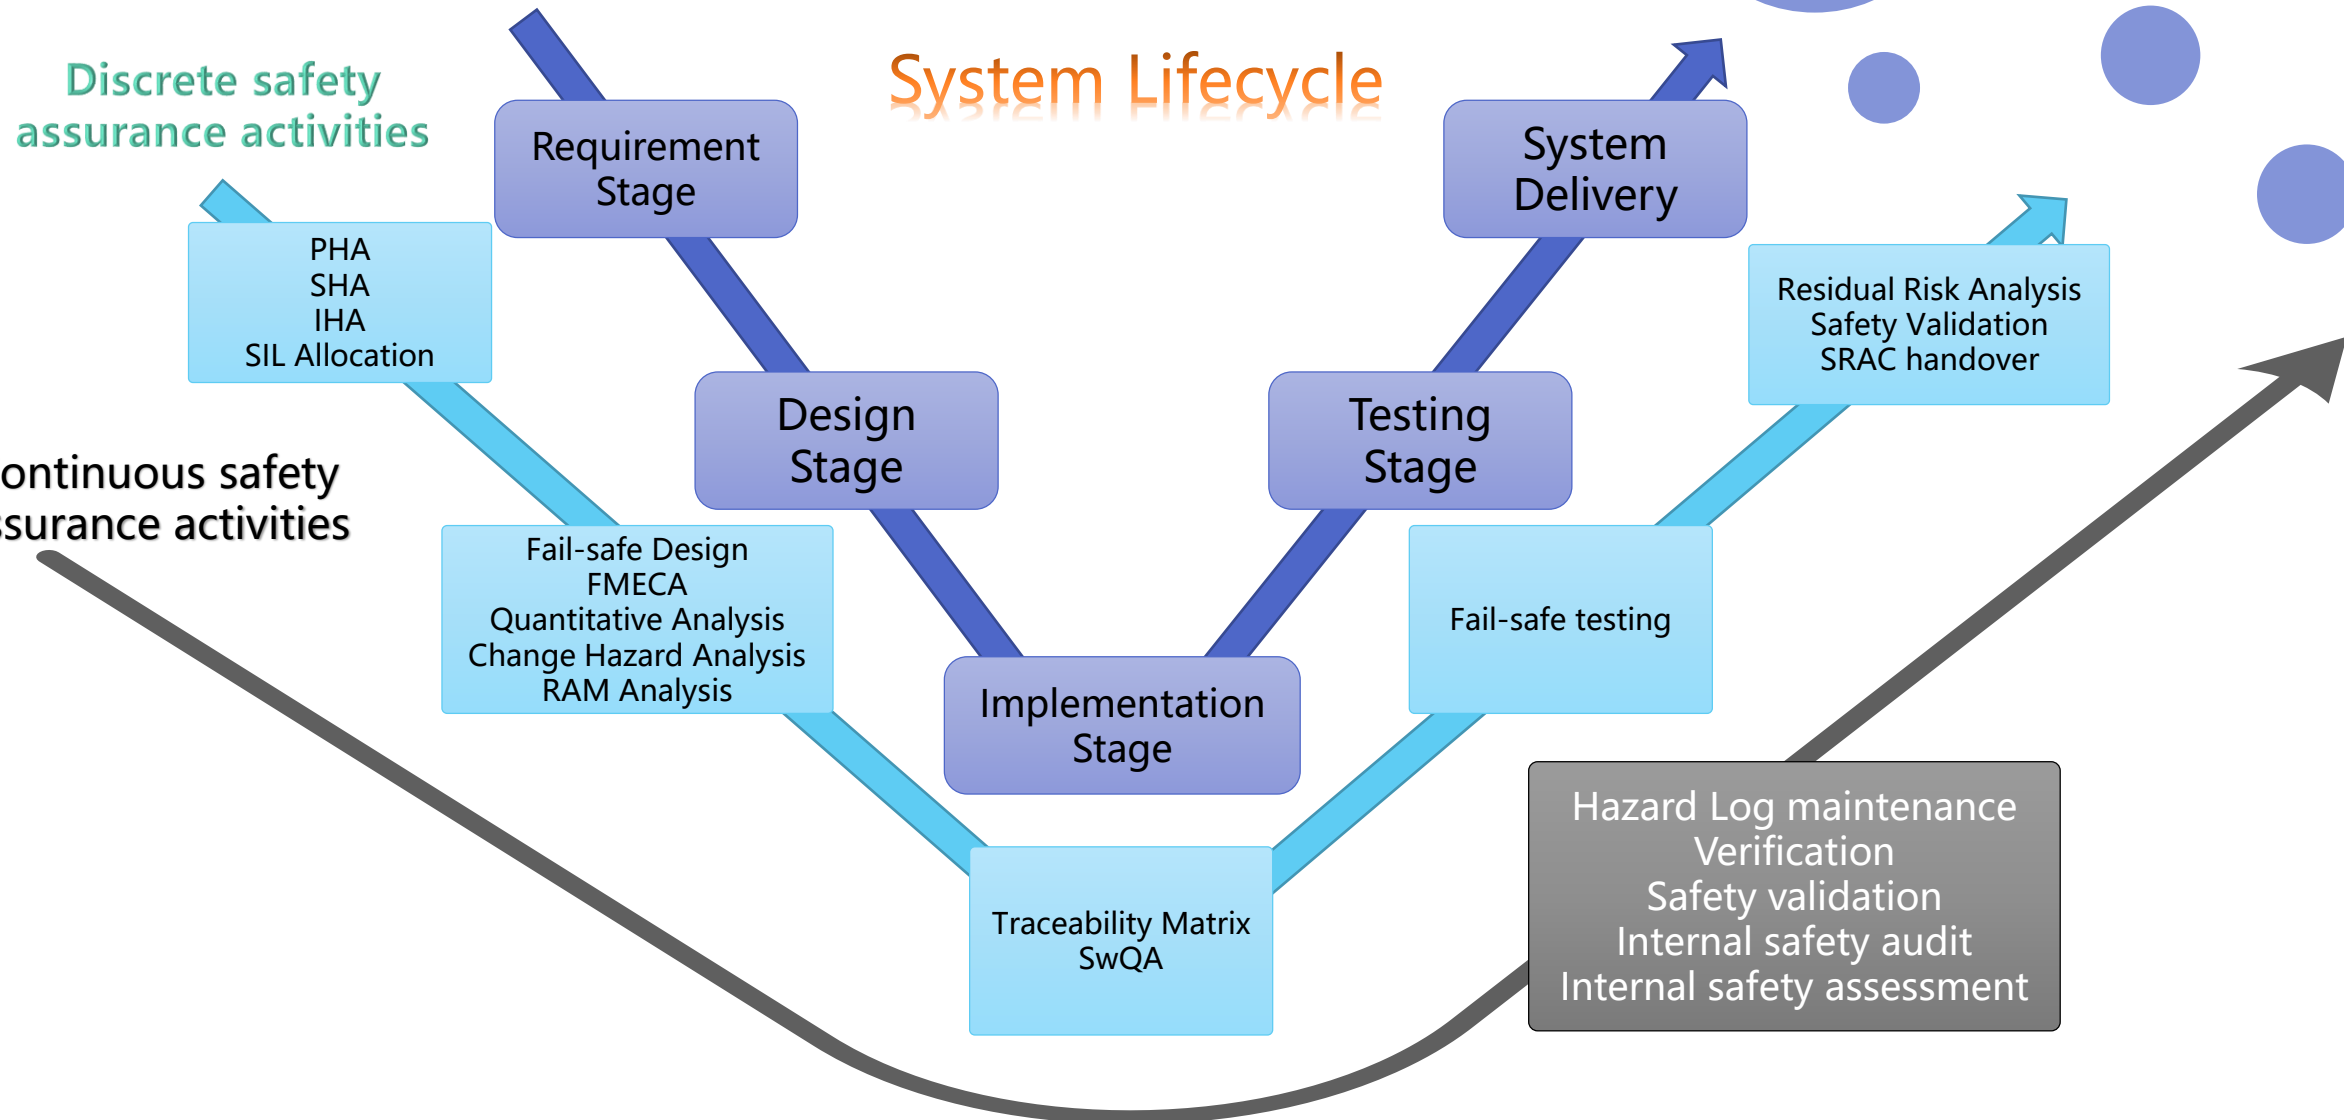 System Lifecycle
Discrete safety
assurance activities
Requirement
Stage
System
Delivery
PHA
SHA
IHA
SIL Allocation
Residual Risk Analysis
Safety Validation
SRAC handover
Design
Stage
Testing
Stage
ontinuous safety
ssurance activities
Fail-safe Design
FMECA
Quantitative Analysis
Change Hazard Analysis
RAM Analysis
Fail-safe testing
Implementation
Stage
Hazard Log maintenance
Verification
Safety validation
Internal safety audit
Internal safety assessment
Traceability Matrix
SwQA